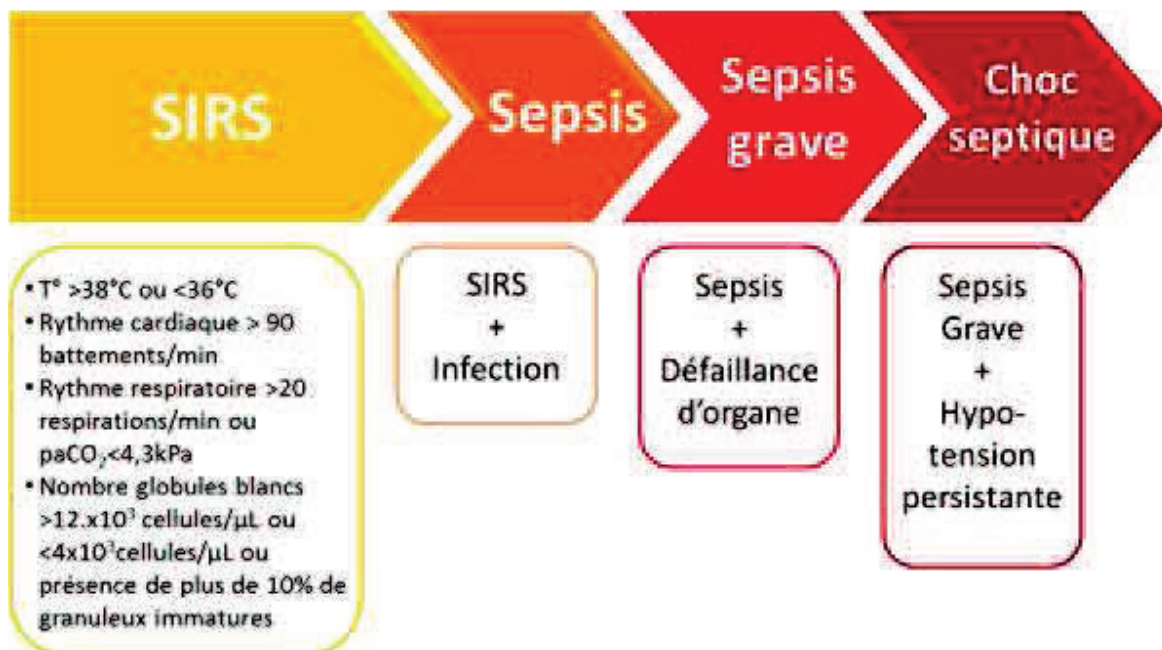 SIRS
Sepsis
Sepsis
grave
Choc
septique
• T° >38°C ou <36°C
• Rythme cardiaque > 90
battements/min
• Rythme respiratoire >20
respirations/min ou
paCO₂<4,3kPa
• Nombre globules blancs
>12.x10³ cellules/µL ou
<4x10³cellules/µL ou
présence de plus de 10% de
granuleux immatures
SIRS
+
Infection
Sepsis
+
Défaillance
d'organe
Sepsis
Grave
+
Hypo-
tension
persistante